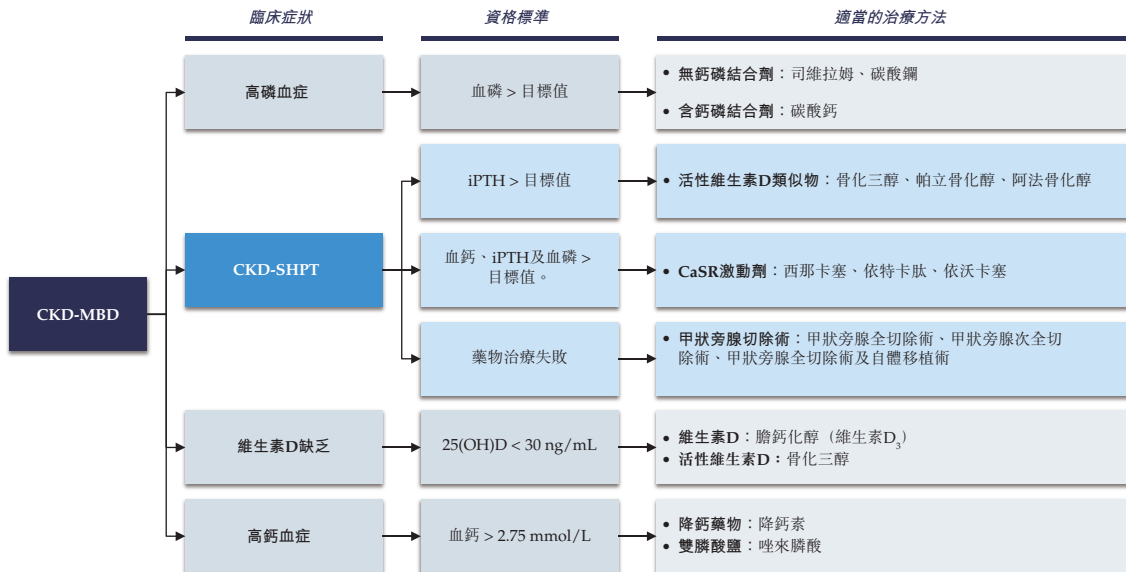 臨床症狀
資格標準
適當的治療方法
高磷血症
血磷 > 目標值
• 無鈣磷結合劑：司維拉姆、碳酸鑭
• 含鈣磷結合劑：碳酸鈣
iPTH > 目標值
• 活性維生素D類似物：骨化三醇、帕立骨化醇、阿法骨化醇
CKD-SHPT
血鈣、iPTH及血磷 >
目標值。
• CaSR激動劑：西那卡塞、依特卡肽、依沃卡塞
CKD-MBD
藥物治療失敗
• 甲狀旁腺切除術：甲狀旁腺全切除術、甲狀旁腺次全切
除術、甲狀旁腺全切除術及自體移植術
維生素D缺乏
25(OH)D < 30 ng/mL
• 維生素D：膽鈣化醇（維生素D₃）
• 活性維生素D：骨化三醇
高鈣血症
血鈣 > 2.75 mmol/L
• 降鈣藥物：降鈣素
• 雙膦酸鹽：唑來膦酸